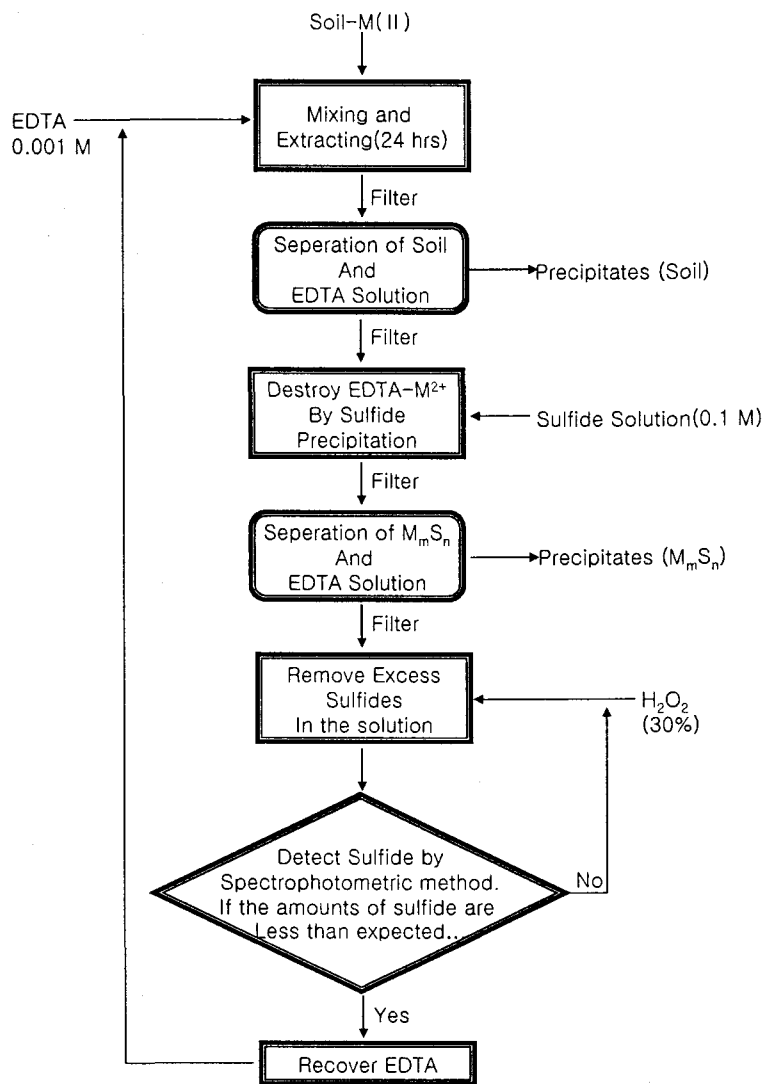 Soil-M(II)
EDTA
0.001 M
Mixing and
Extracting(24 hrs)
Filter
Seperation of Soil
And
EDTA Solution
Precipitates (Soil)
Filter
Destroy EDTA-M²⁺
By Sulfide
Precipitation
Sulfide Solution(0.1 M)
Filter
Seperation of MₘSₙ
And
EDTA Solution
Precipitates (MₘSₙ)
Filter
Remove Excess
Sulfides
In the solution
H₂O₂
(30%)
Detect Sulfide by
Spectrophotometric method.
If the amounts of sulfide are
Less than expected..
No
Yes
Recover EDTA